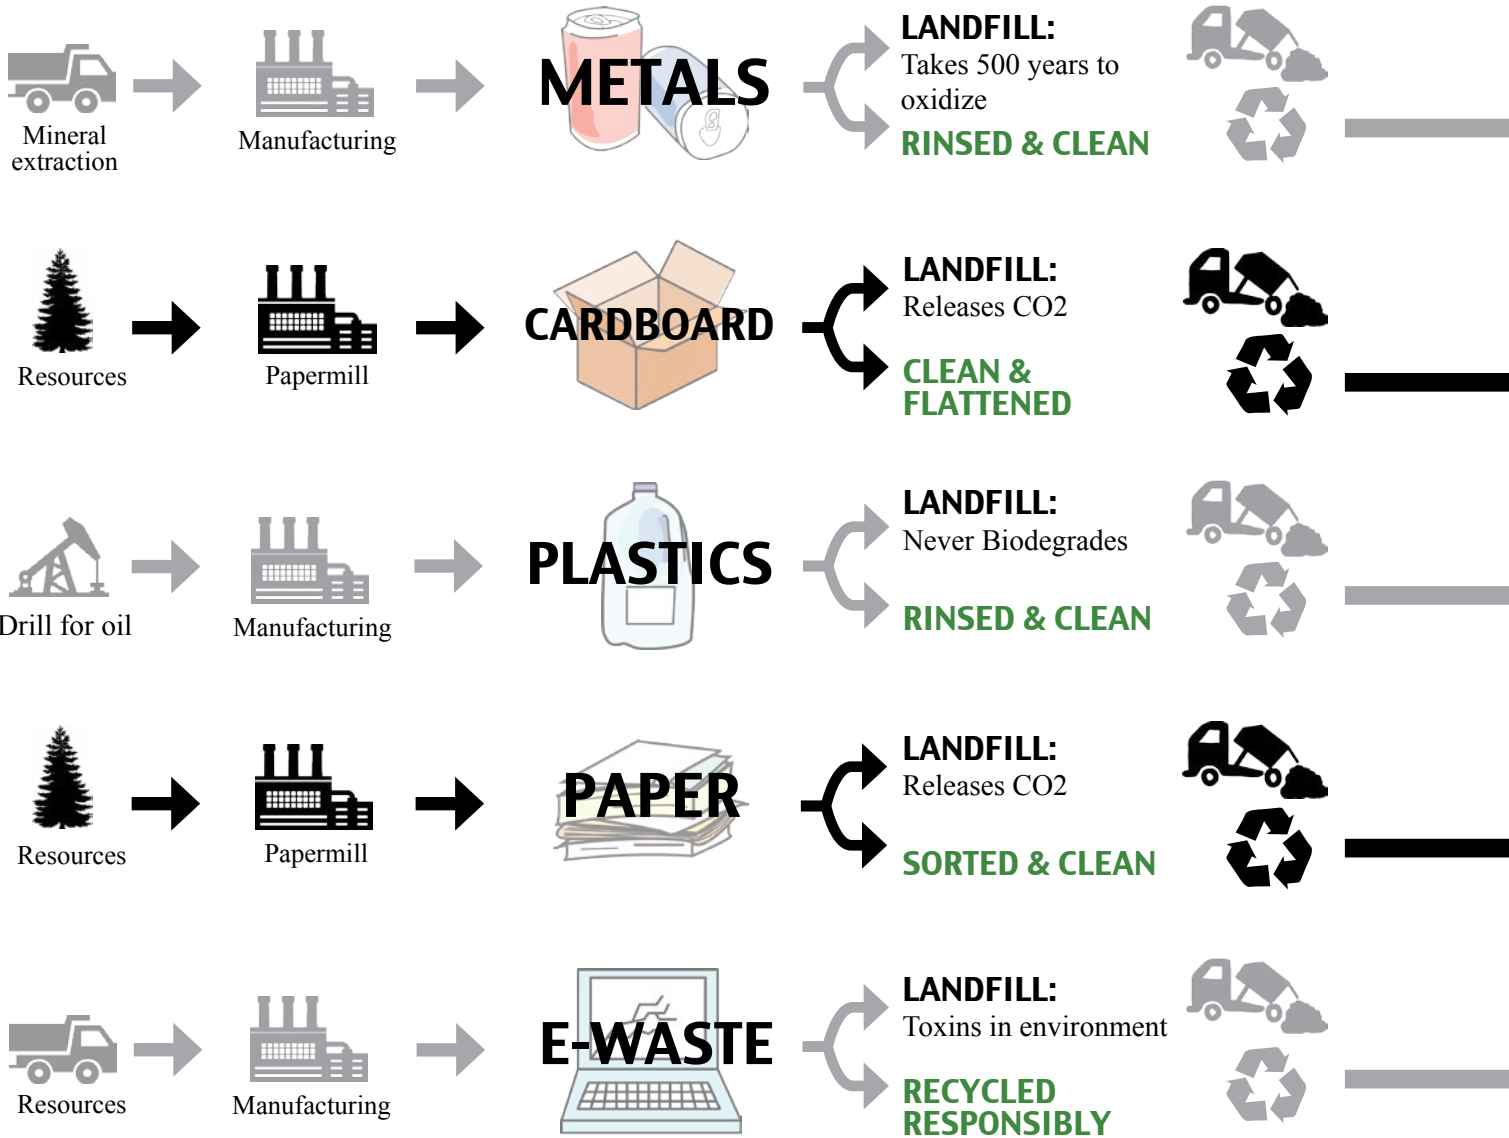 Mineral
extraction
Manufacturing
METALS
LANDFILL:
Takes 500 years to
oxidize
RINSED & CLEAN
Resources
Papermill
CARDBOARD
LANDFILL:
Releases CO2
CLEAN &
FLATTENED
Drill for oil
Manufacturing
PLASTICS
LANDFILL:
Never Biodegrades
RINSED & CLEAN
Resources
Papermill
PAPER
LANDFILL:
Releases CO2
SORTED & CLEAN
Resources
Manufacturing
E-WASTE
LANDFILL:
Toxins in environment
RECYCLED
RESPONSIBLY